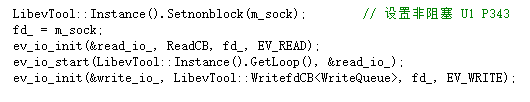 LibevTool::Instance().Setnonblock(m_sock);        // 设置非阻塞 U1 P343
fd_ = m_sock;
ev_io_init(&read_io_, ReadCB, fd_, EV_READ);
ev_io_start(LibevTool::Instance().GetLoop(), &read_io_);
ev_io_init(&write_io_, LibevTool::WritefdCB<WriteQueue>, fd_, EV_WRITE);